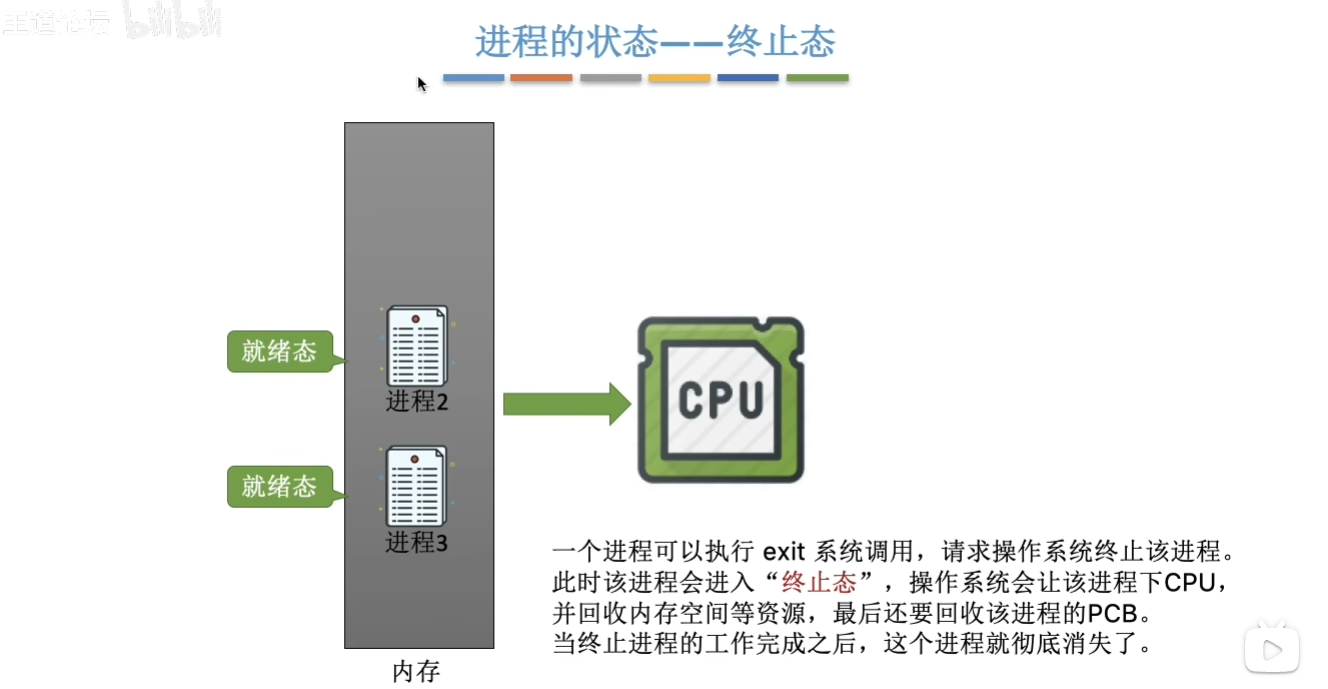 王道论坛 bilibili
进程的状态——终止态
就绪态
进程2
CPU
就绪态
进程3
一个进程可以执行 exit 系统调用，请求操作系统终止该进程。
此时该进程会进入“终止态”，操作系统会让该进程下CPU，
并回收内存空间等资源，最后还要回收该进程的PCB。
当终止进程的工作完成之后，这个进程就彻底消失了。
内存